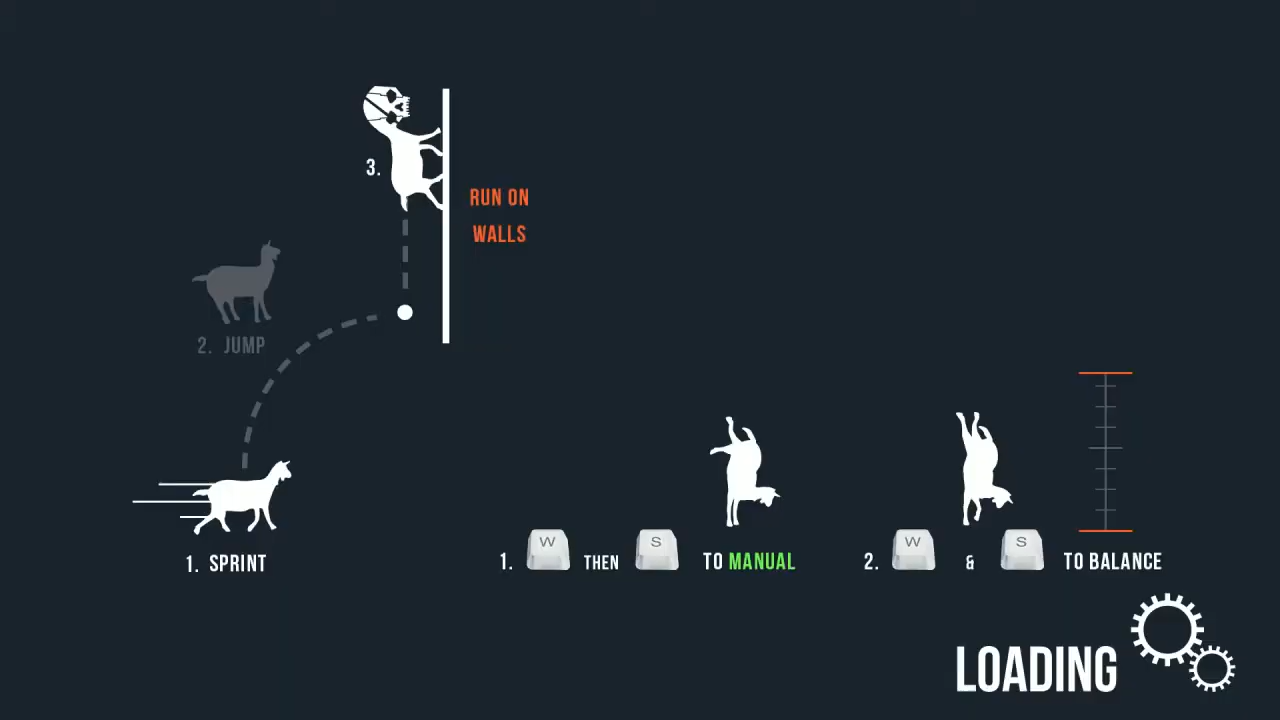 3.
RUN ON
WALLS
2. JUMP
1. SPRINT
1. W THEN S TO MANUAL
2. W & S TO BALANCE
LOADING